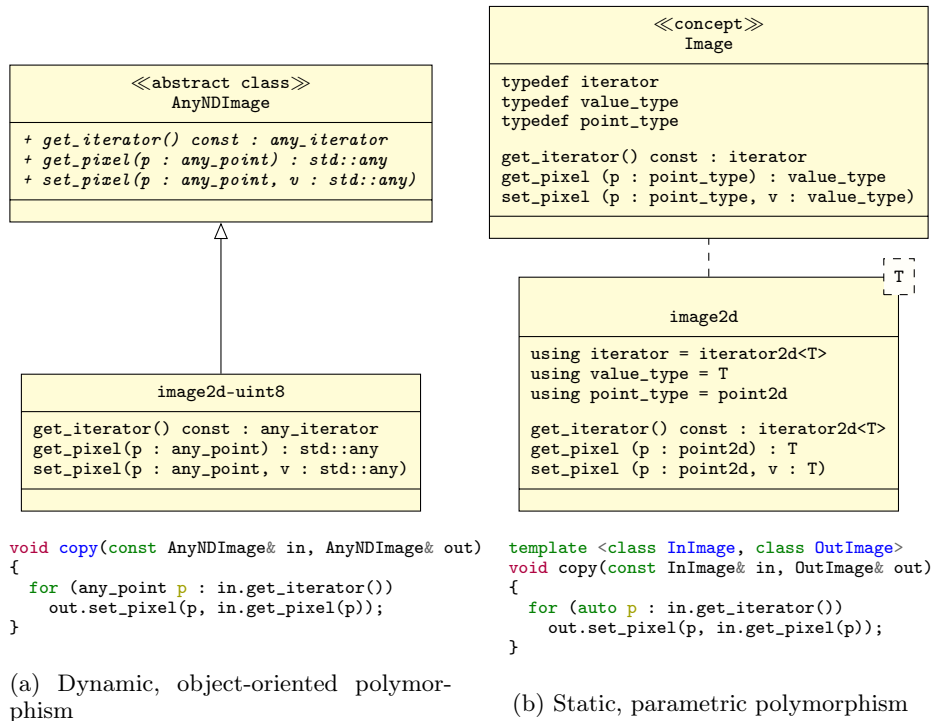 ≪abstract class≫
AnyNDImage
+ get_iterator() const : any_iterator
+ get_pixel(p : any_point) : std::any
+ set_pixel(p : any_point, v : std::any)
image2d-uint8
get_iterator() const : any_iterator
get_pixel(p : any_point) : std::any
set_pixel(p : any_point, v : std::any)
void copy(const AnyNDImage& in, AnyNDImage& out)
{
  for (any_point p : in.get_iterator())
    out.set_pixel(p, in.get_pixel(p));
}
(a) Dynamic, object-oriented polymor-
phism
≪concept≫
Image
typedef iterator
typedef value_type
typedef point_type
get_iterator() const : iterator
get_pixel (p : point_type) : value_type
set_pixel (p : point_type, v : value_type)
T
image2d
using iterator = iterator2d<T>
using value_type = T
using point_type = point2d
get_iterator() const : iterator2d<T>
get_pixel (p : point2d) : T
set_pixel (p : point2d, v : T)
template <class InImage, class OutImage>
void copy(const InImage& in, OutImage& out)
{
  for (auto p : in.get_iterator())
    out.set_pixel(p, in.get_pixel(p));
}
(b) Static, parametric polymorphism